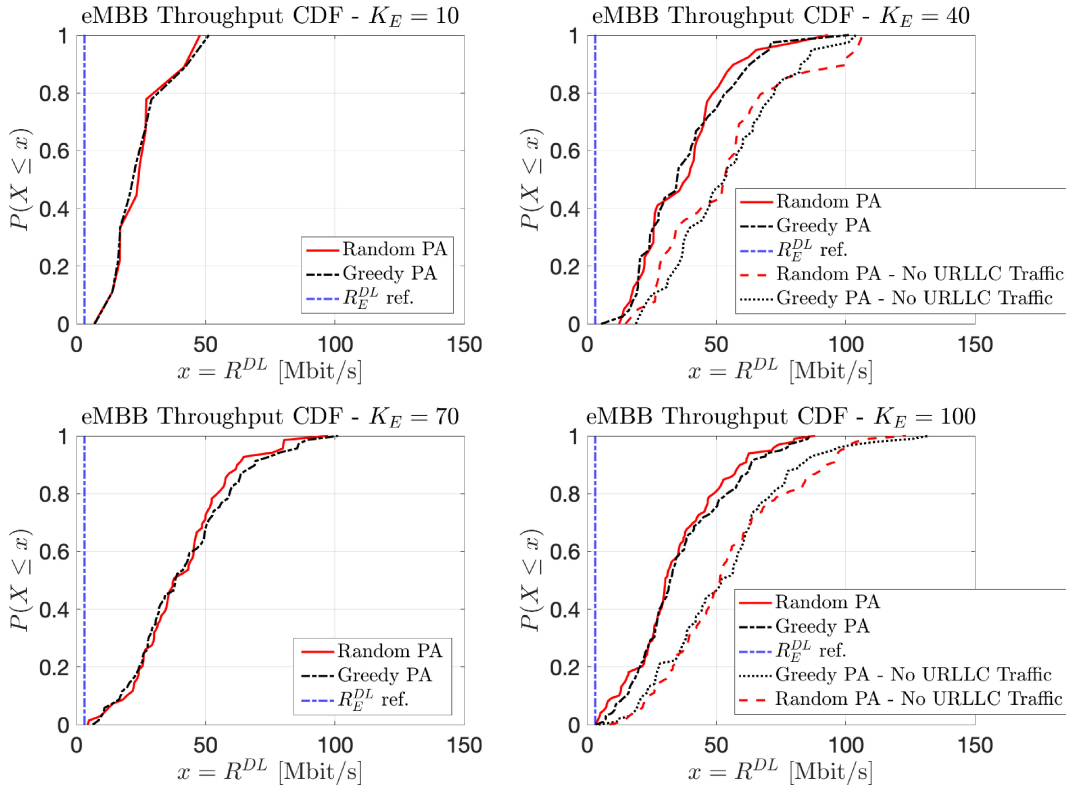 eMBB Throughput CDF - K_E = 10
P(X ≤ x)
1
0.8
0.6
0.4
0.2
0
Random PA
Greedy PA
R_E^{DL} ref.
0 50 100 150
x = R^{DL} [Mbit/s]
eMBB Throughput CDF - K_E = 40
P(X ≤ x)
1
0.8
0.6
0.4
0.2
0
Random PA
Greedy PA
R_E^{DL} ref.
Random PA - No URLLC Traffic
Greedy PA - No URLLC Traffic
0 50 100 150
x = R^{DL} [Mbit/s]
eMBB Throughput CDF - K_E = 70
P(X ≤ x)
1
0.8
0.6
0.4
0.2
0
Random PA
Greedy PA
R_E^{DL} ref.
0 50 100 150
x = R^{DL} [Mbit/s]
eMBB Throughput CDF - K_E = 100
P(X ≤ x)
1
0.8
0.6
0.4
0.2
0
Random PA
Greedy PA
R_E^{DL} ref.
Greedy PA - No URLLC Traffic
Random PA - No URLLC Traffic
0 50 100 150
x = R^{DL} [Mbit/s]